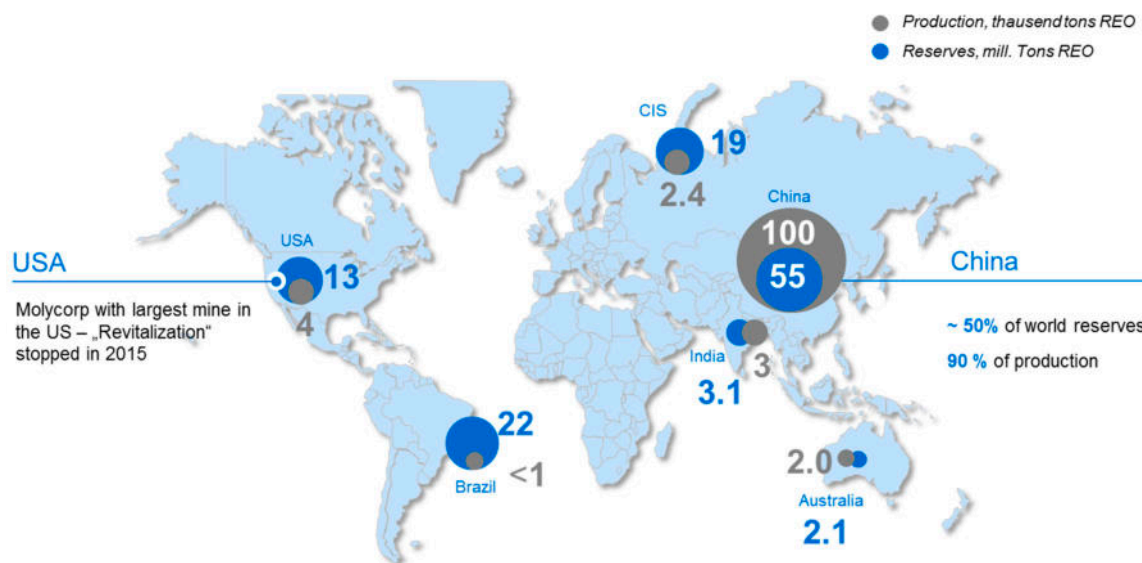 Production, thausend tons REO
Reserves, mill. Tons REO
CIS
19
2.4
China
100
55
USA
13
4
USA
Molycorp with largest mine in
the US – „Revitalization“
stopped in 2015
China
~ 50% of world reserves
90 % of production
India
3
3.1
22
<1
Brazil
2.0
Australia
2.1